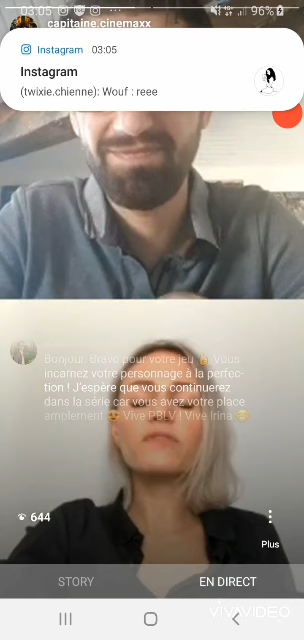 03:05
96%
capitaine.cinemaxx
Instagram 03:05
Instagram
(twixie.chienne): Wouf : reee
Bonjour. Bravo pour votre jeu 👌 Vous
incarnez votre personnage à la perfec-
tion ! J'espère que vous continuerez
dans la série car vous avez votre place
amplement 😍 Vive PBLV ! Vive Irina
644
Plus
STORY EN DIRECT
VIVAVIDEO